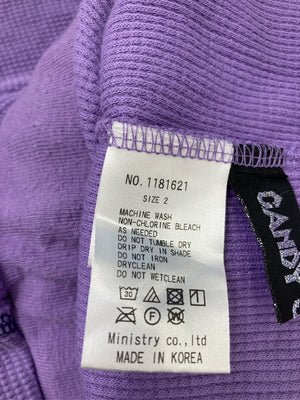 NO. 1181621
SIZE 2
MACHINE WASH
NON-CHLORINE BLEACH
AS NEEDED
DO NOT TUMBLE DRY
DRIP DRY IN SHADE
DO NOT IRON
DRYCLEAN
DO NOT WETCLEAN
Ministry co.,ltd
MADE IN KOREA
CANDY